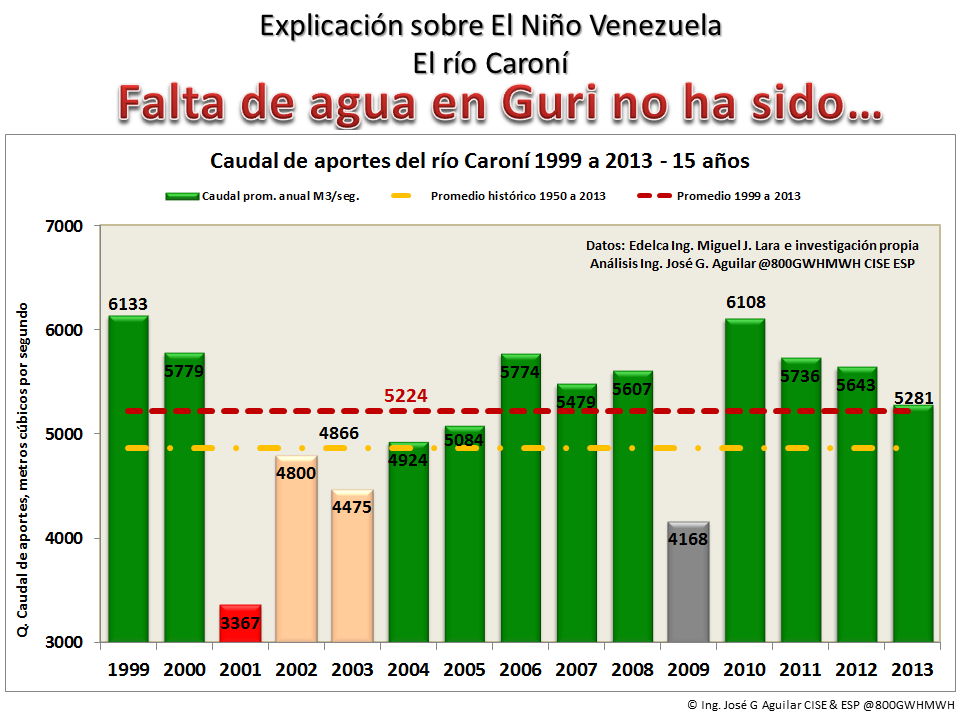 Explicación sobre El Niño Venezuela
El río Caroní
Falta de agua en Guri no ha sido...
Caudal de aportes del río Caroní 1999 a 2013 - 15 años
Caudal prom. anual M3/seg. Promedio histórico 1950 a 2013 Promedio 1999 a 2013
Datos: Edelca Ing. Miguel J. Lara e investigación propia
Análisis Ing. José G. Aguilar @800GWHMWH CISE ESP
Q, Caudal de aportes, metros cúbicos por segundo
7000
6000
5000
4000
3000
6133
5779
3367
4800
4475
4924
5084
5774
5479
5607
4168
6108
5736
5643
5281
5224
4866
1999 2000 2001 2002 2003 2004 2005 2006 2007 2008 2009 2010 2011 2012 2013
© Ing. José G Aguilar CISE & ESP @800GWHMWH